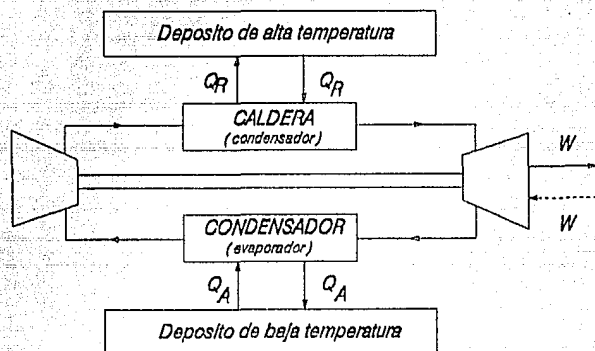 Deposito de alta temperatura
QR QR
CALDERA
(condensador)
W
W
CONDENSADOR
(evaporador)
QA QA
Deposito de baja temperatura